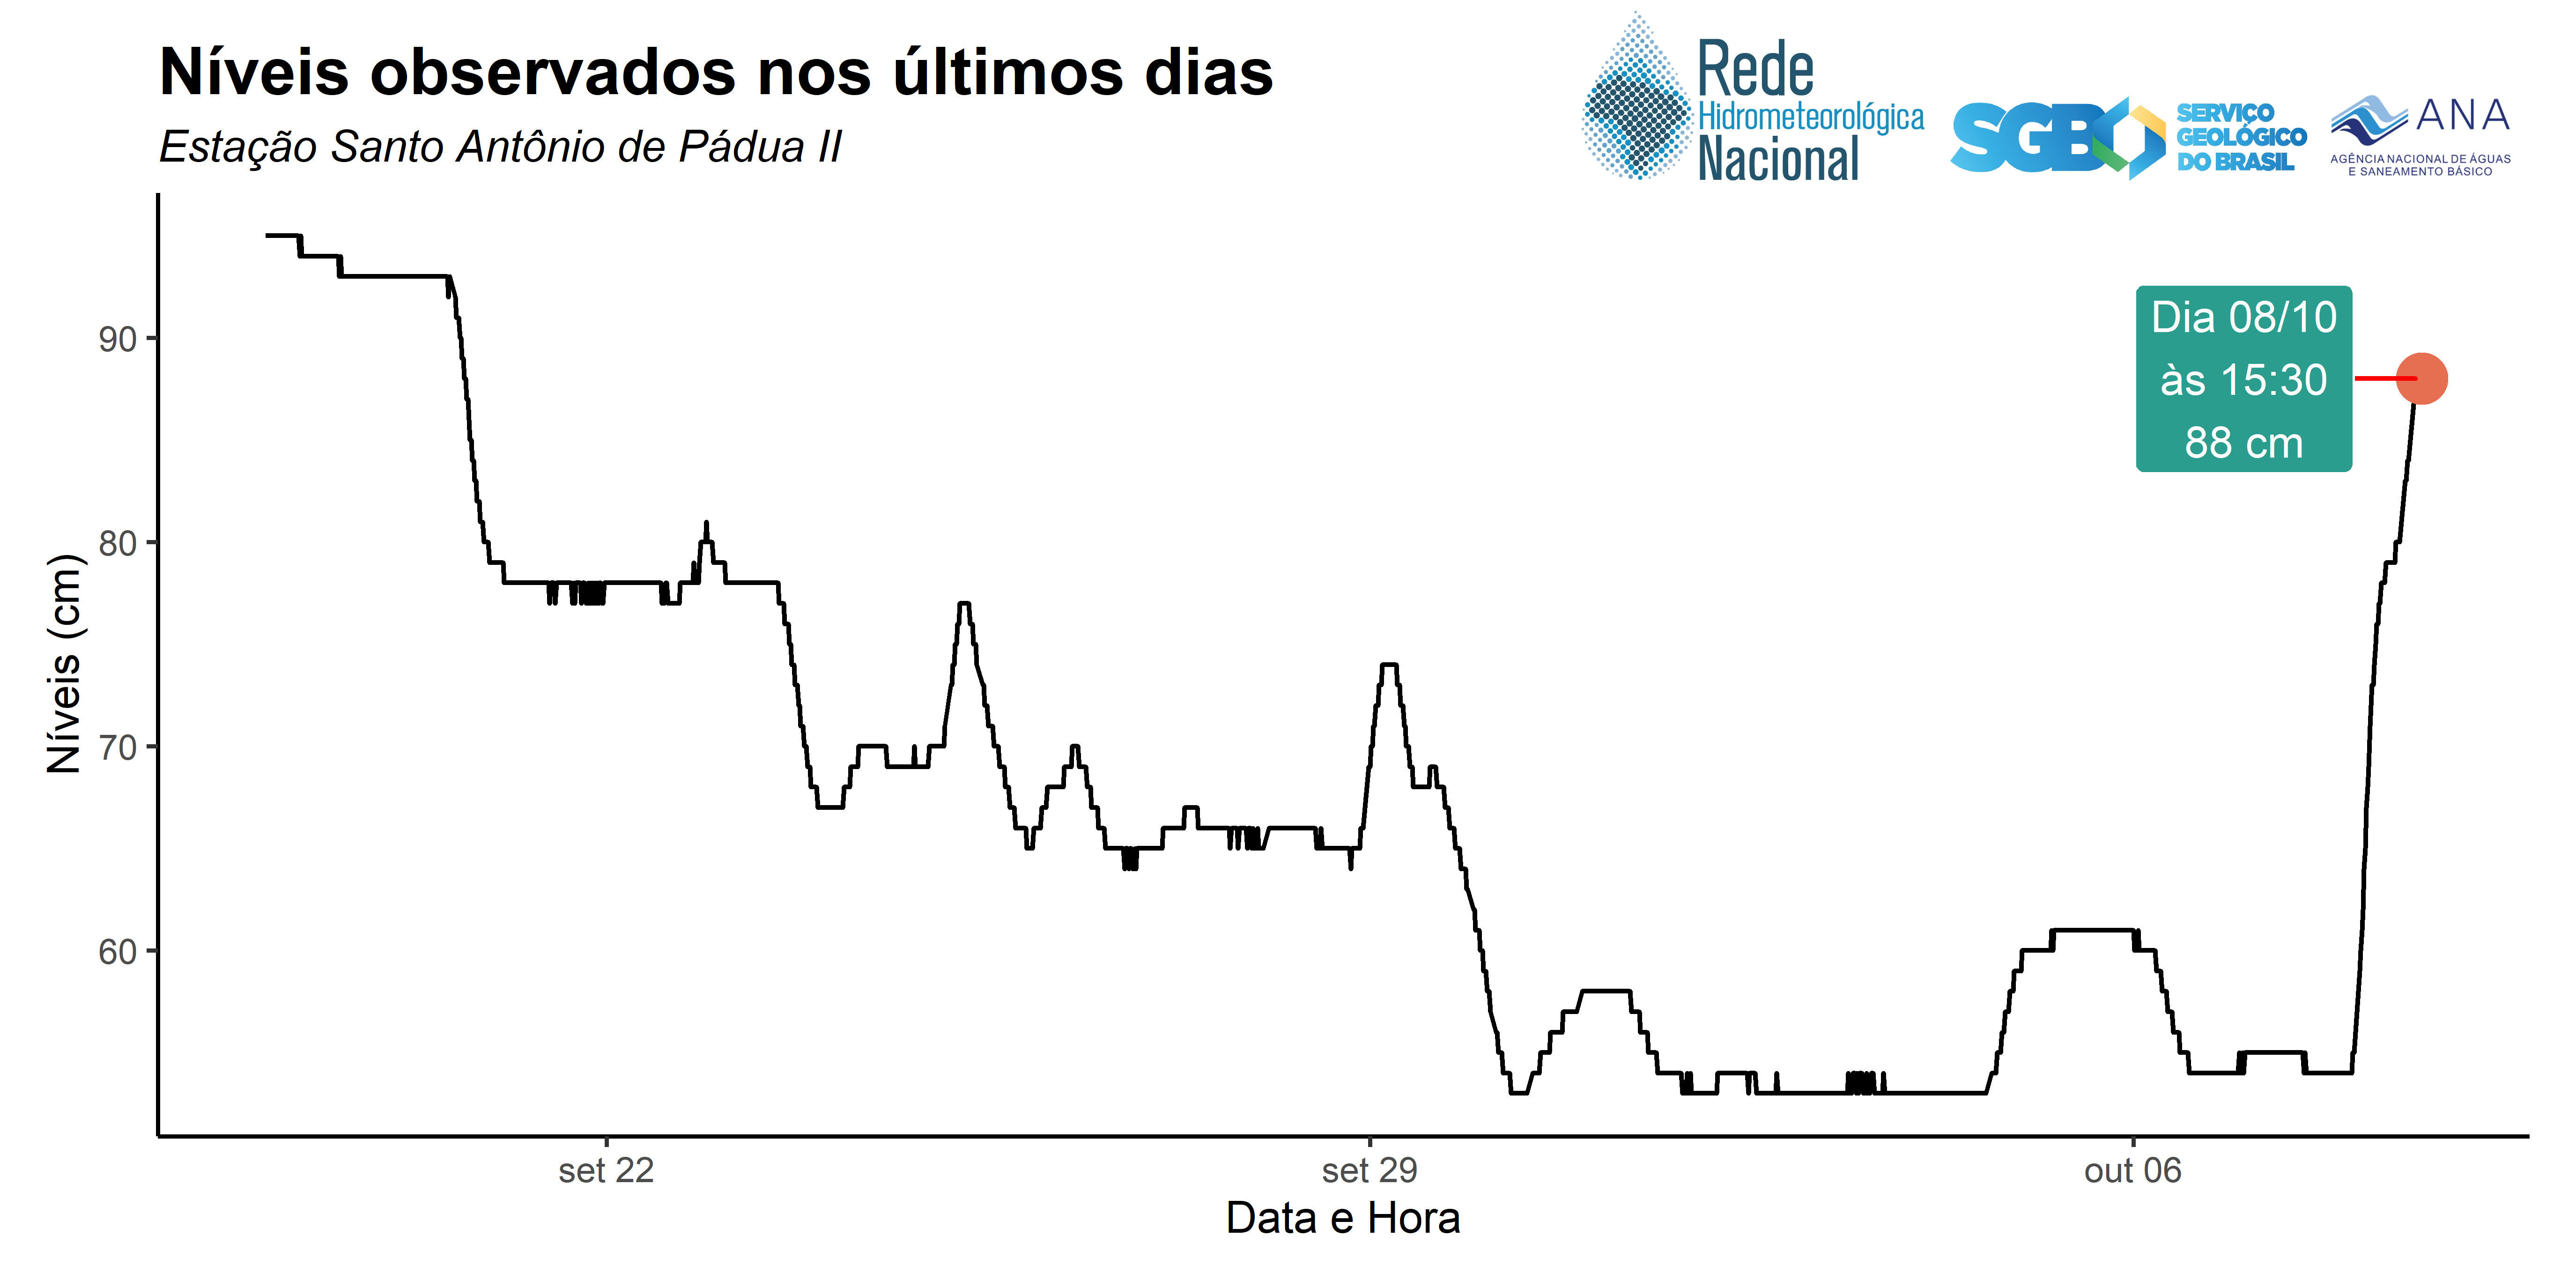 Níveis observados nos últimos dias
Estação Santo Antônio de Pádua II
Rede
Hidrometeorológica
Nacional
SGB
SERVIÇO
GEOLÓGICO
DO BRASIL
ANA
AGÊNCIA NACIONAL DE ÁGUAS
E SANEAMENTO BÁSICO
Níveis (cm)
90
80
70
60
Dia 08/10
às 15:30
88 cm
set 22
set 29
out 06
Data e Hora